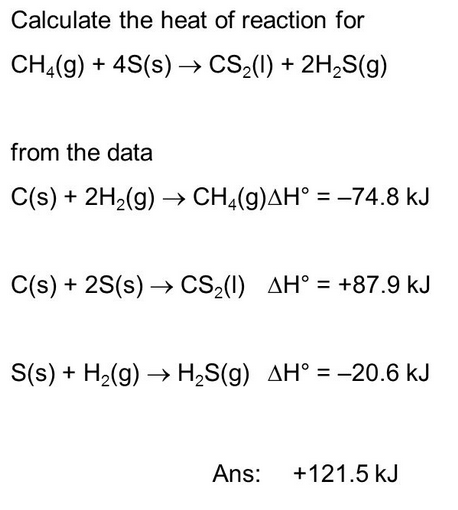 Calculate the heat of reaction for
CH₄(g) + 4S(s) → CS₂(l) + 2H₂S(g)
from the data
C(s) + 2H₂(g) → CH₄(g)ΔH° = –74.8 kJ
C(s) + 2S(s) → CS₂(l) ΔH° = +87.9 kJ
S(s) + H₂(g) → H₂S(g) ΔH° = –20.6 kJ
Ans: +121.5 kJ